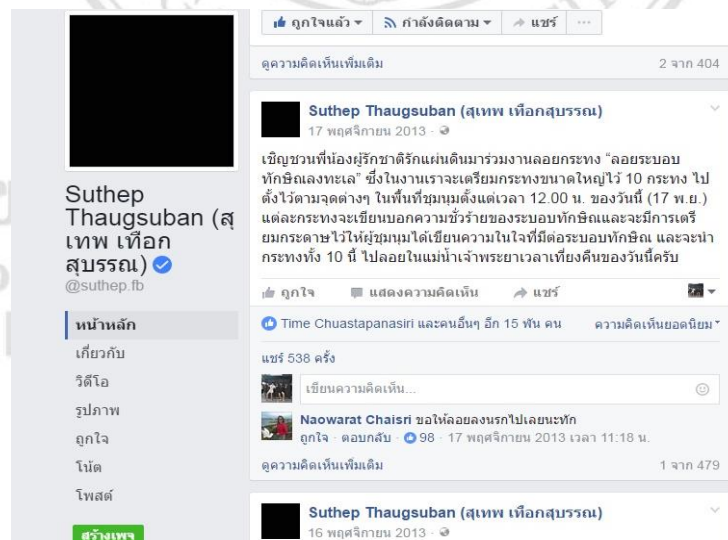 ถูกใจแล้ว กำลังติดตาม แชร์ ···
ดูความคิดเห็นเพิ่มเติม 2 จาก 404
Suthep Thaugsuban (สุ
เทพ เทือก
สุบรรณ)
@suthep.fb
หน้าหลัก
เกี่ยวกับ
วิดีโอ
รูปภาพ
ถูกใจ
โน้ต
โพสต์
สร้างเพจ
Suthep Thaugsuban (สุเทพ เทือกสุบรรณ)
17 พฤศจิกายน 2013 ·
เชิญชวนพี่น้องผู้รักชาติรักแผ่นดินมาร่วมงานลอยกระทง “ลอยระบอบ
ทักษิณลงทะเล” ซึ่งในงานเราจะเตรียมกระทงขนาดใหญ่ไว้ 10 กระทง ไป
ตั้งไว้ตามจุดต่างๆ ในพื้นที่ชุมนุมตั้งแต่เวลา 12.00 น. ของวันนี้ (17 พ.ย.)
แต่ละกระทงจะเขียนบอกความชั่วร้ายของระบอบทักษิณและจะมีการเตรี
ยมกระดาษไว้ให้ผู้ชุมนุมได้เขียนความในใจที่มีต่อระบอบทักษิณ และจะนำ
กระทงทั้ง 10 นี้ ไปลอยในแม่น้ำเจ้าพระยาเวลาเที่ยงคืนของวันนี้ครับ
ถูกใจ แสดงความคิดเห็น แชร์
Time Chuastapanasiri และคนอื่นๆ อีก 15 พัน คน ความคิดเห็นยอดนิยม
แชร์ 538 ครั้ง
เขียนความคิดเห็น...
Naowarat Chaisri ขอให้ลอยลงนรกไปเลยนะทัก
ถูกใจ · ตอบกลับ · 98 · 17 พฤศจิกายน 2013 เวลา 11:18 น.
ดูความคิดเห็นเพิ่มเติม 1 จาก 479
Suthep Thaugsuban (สุเทพ เทือกสุบรรณ)
16 พฤศจิกายน 2013 ·